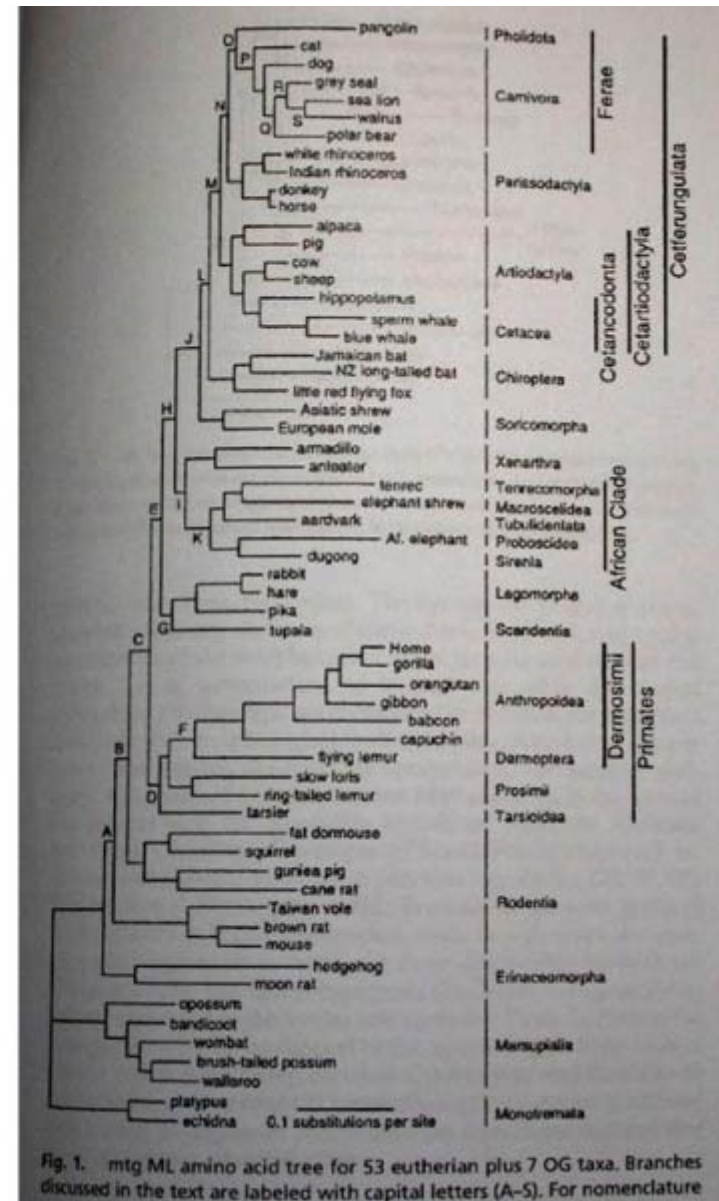 pangolin
Pholidota
cat
dog
grey seal
sea lion
walrus
polar bear
Carnivora
Ferae
white rhinoceros
Indian rhinoceros
donkey
horse
Parissodactyla
alpaca
pig
cow
sheep
hippopotamus
Artiodactyla
sperm whale
blue whale
Cetacea
Cetancodonta
Cetartiodactyla
Cetferungulata
Jamaican bat
NZ long-tailed bat
little red flying fox
Chiroptera
Asiatic shrew
European mole
Soricomorpha
armadillo
anteater
Xenarthra
tenrec
Tenrecomorpha
elephant shrew
Macroscelidea
aardvark
Tubulidentata
Af. elephant
Proboscidea
dugong
Sirenia
African Clade
rabbit
hare
pika
Lagomorpha
tupaia
Scandentia
Homo
gorilla
orangutan
gibbon
baboon
capuchin
Anthropoidea
flying lemur
Dermoptera
Dermosimii
slow loris
ring-tailed lemur
Prosimii
tarsier
Tarsioidea
Primates
fat dormouse
squirrel
guniea pig
cane rat
Taiwan vole
brown rat
mouse
Rodentia
hedgehog
moon rat
Erinaceomorpha
opossum
bandicoot
wombat
brush-tailed possum
wallaroo
Marsupialia
platypus
echidna
Monotremata
0.1 substitutions per site
O
P
R
S
Q
N
M
L
J
H
I
K
E
G
C
F
D
B
A
Fig. 1. mtg ML amino acid tree for 53 eutherian plus 7 OG taxa. Branches
discussed in the text are labeled with capital letters (A–S). For nomenclature